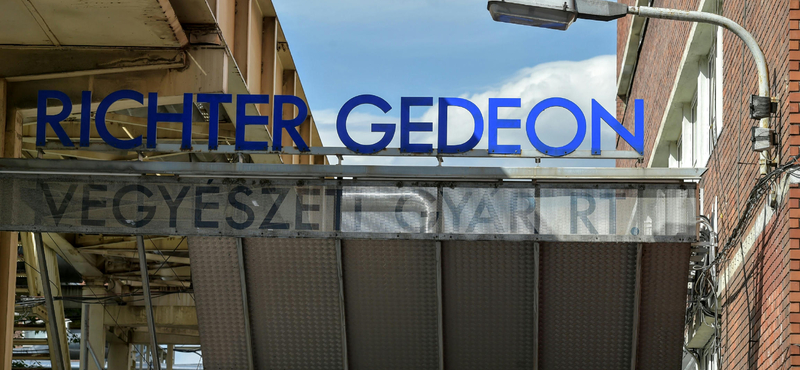 RICHTER GEDEON
VEGYÉSZETI GYÁR RT.